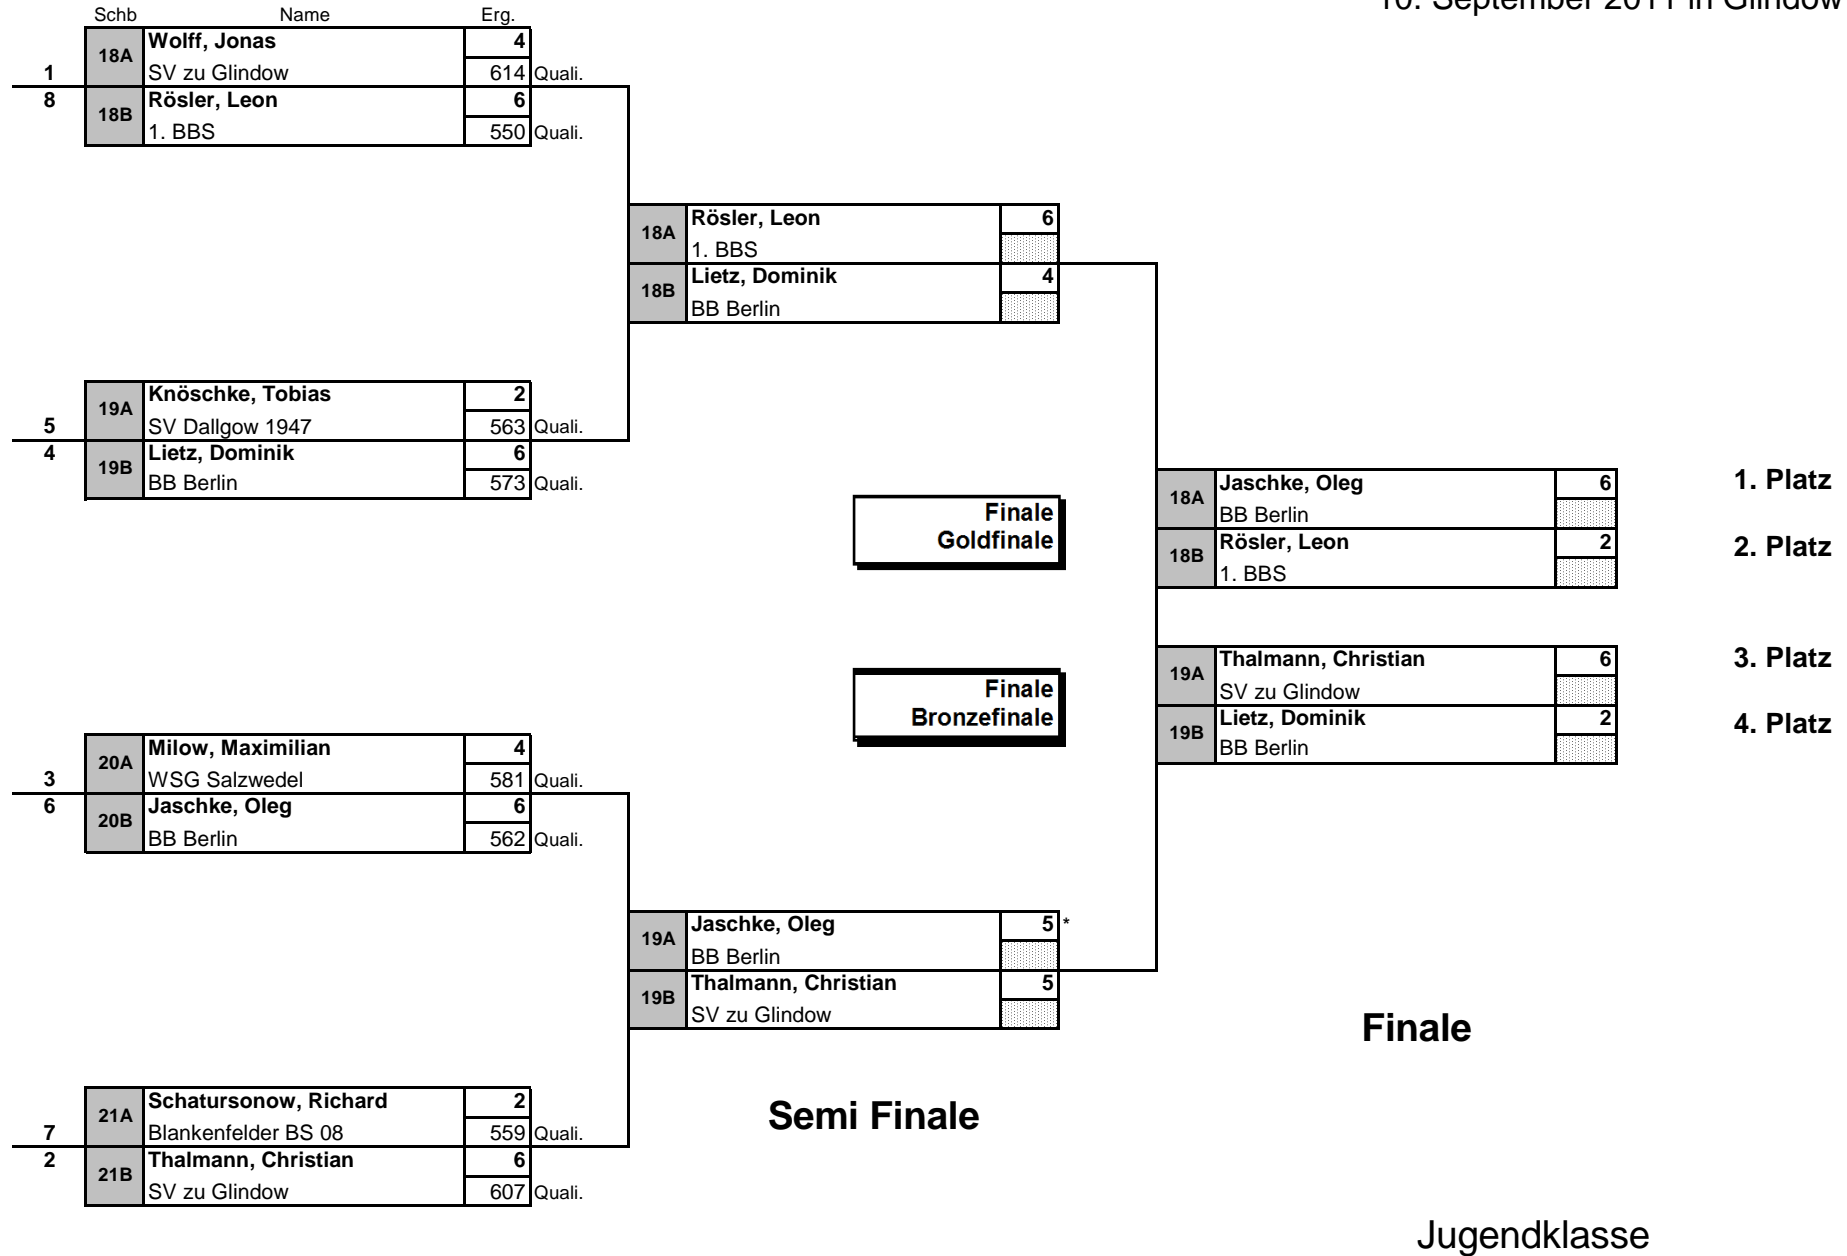 10. September 2011 in Glindow
Schb Name Erg.
18A Wolff, Jonas 4
1 SV zu Glindow 614 Quali.
8 18B Rösler, Leon 6
1. BBS 550 Quali.
18A Rösler, Leon 6
1. BBS
18B Lietz, Dominik 4
BB Berlin
19A Knöschke, Tobias 2
5 SV Dallgow 1947 563 Quali.
4 19B Lietz, Dominik 6
BB Berlin 573 Quali.
Finale
Goldfinale
18A Jaschke, Oleg 6 1. Platz
BB Berlin
18B Rösler, Leon 2 2. Platz
1. BBS
Finale
Bronzefinale
19A Thalmann, Christian 6 3. Platz
SV zu Glindow
19B Lietz, Dominik 2 4. Platz
BB Berlin
20A Milow, Maximilian 4
3 WSG Salzwedel 581 Quali.
6 20B Jaschke, Oleg 6
BB Berlin 562 Quali.
19A Jaschke, Oleg 5 *
BB Berlin
19B Thalmann, Christian 5
SV zu Glindow
Finale
Semi Finale
21A Schatursonow, Richard 2
7 Blankenfelder BS 08 559 Quali.
2 21B Thalmann, Christian 6
SV zu Glindow 607 Quali.
Jugendklasse